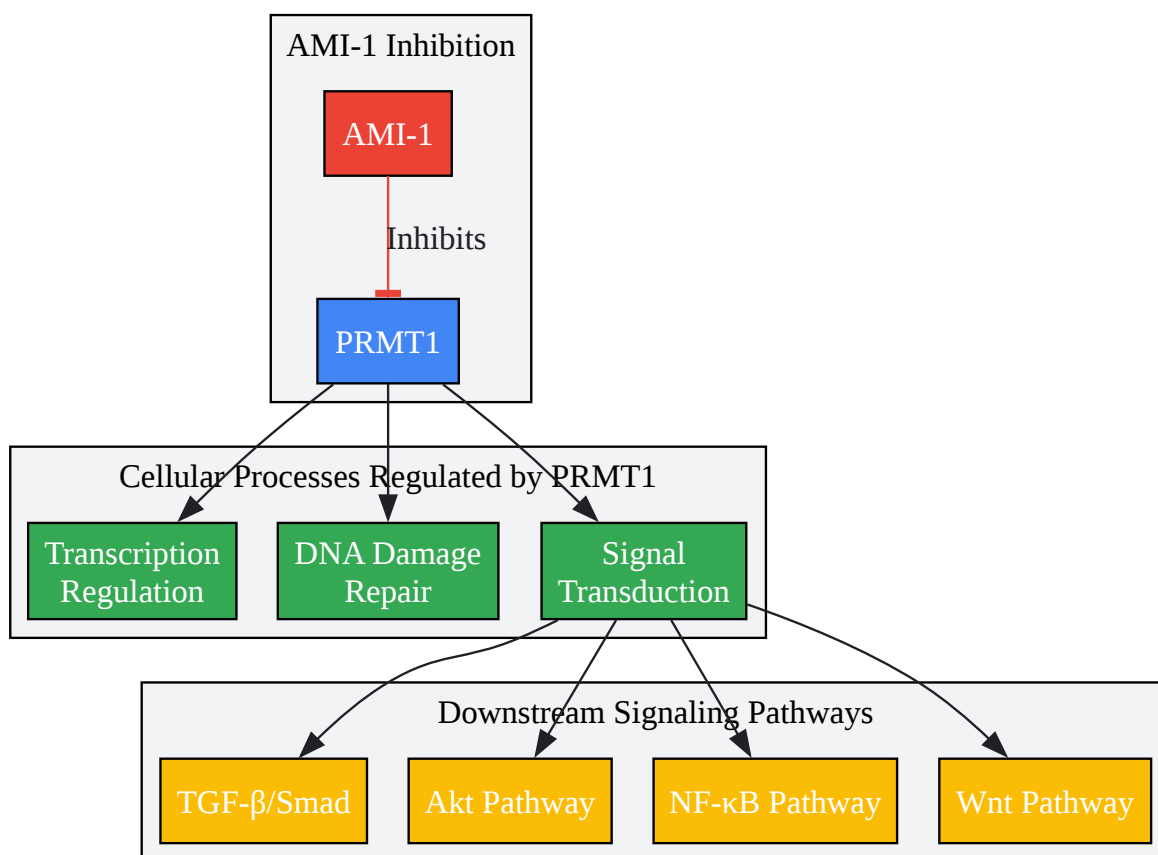 AMI-1 Inhibition
AMI-1
Inhibits
PRMT1
Cellular Processes Regulated by PRMT1
Transcription
Regulation
DNA Damage
Repair
Signal
Transduction
Downstream Signaling Pathways
TGF-β/Smad
Akt Pathway
NF-κB Pathway
Wnt Pathway